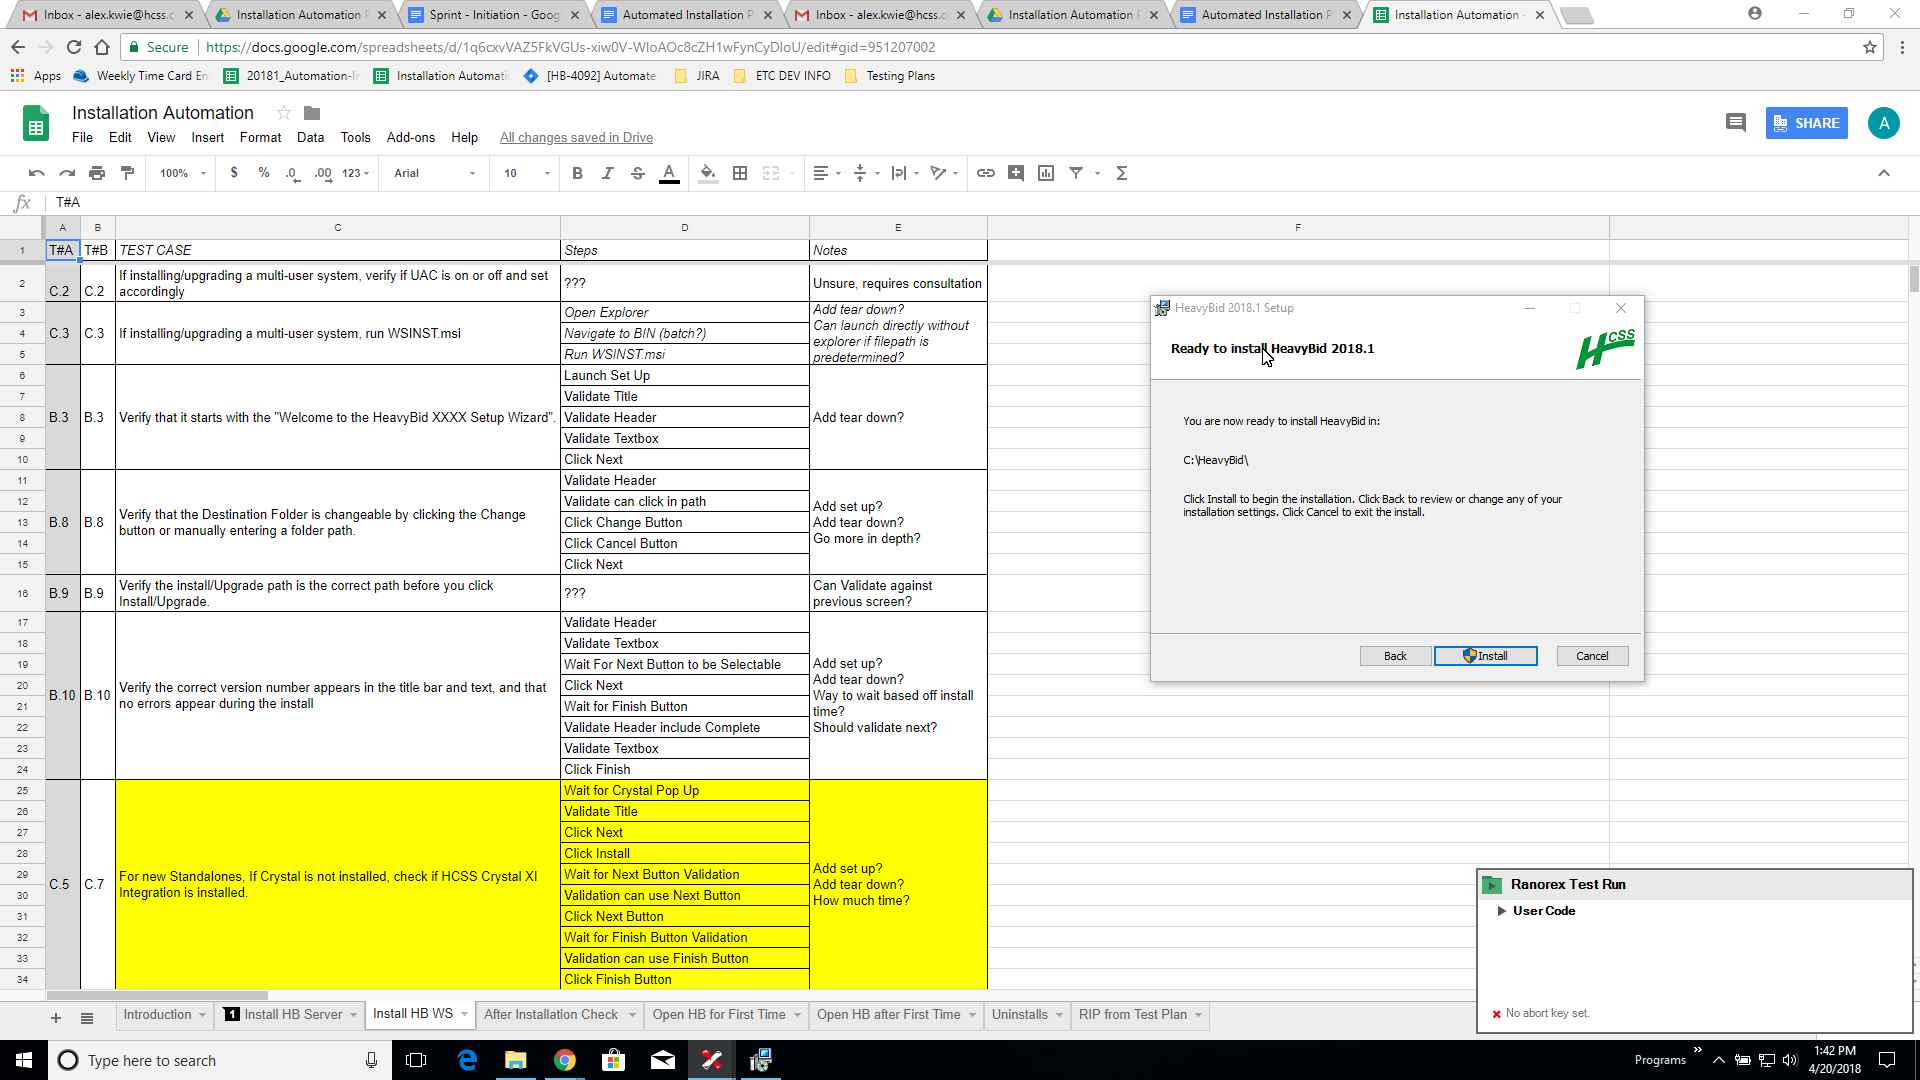 Inbox - alex.kwie@hcss.c
Installation Automation F
Sprint - Initiation - Goog
Automated Installation P
Inbox - alex.kwie@hcss.c
Installation Automation F
Automated Installation P
Installation Automation -
Secure
https://docs.google.com/spreadsheets/d/1q6cxvVAZ5FkVGUs-xiw0V-WIoAOc8cZH1wFynCyDIoU/edit#gid=951207002
Apps
Weekly Time Card En
20181_Automation-In
Installation Automatio
[HB-4092] Automate
JIRA
ETC DEV INFO
Testing Plans
Installation Automation
File Edit View Insert Format Data Tools Add-ons Help All changes saved in Drive
SHARE
A
100% $ % .0 .00 123 Arial 10 B I S A
fx T#A
A B C D E F
1 T#A T#B TEST CASE Steps Notes
2 C.2 C.2 If installing/upgrading a multi-user system, verify if UAC is on or off and set accordingly ??? Unsure, requires consultation
3 Open Explorer
4 C.3 C.3 If installing/upgrading a multi-user system, run WSINST.msi Navigate to BIN (batch?)
5 Run WSINST.msi
Add tear down?
Can launch directly without
explorer if filepath is
predetermined?
6 Launch Set Up
7 Validate Title
8 B.3 B.3 Verify that it starts with the "Welcome to the HeavyBid XXXX Setup Wizard". Validate Header Add tear down?
9 Validate Textbox
10 Click Next
11 Validate Header
12 Validate can click in path
13 B.8 B.8 Verify that the Destination Folder is changeable by clicking the Change button or manually entering a folder path. Click Change Button
14 Click Cancel Button
15 Click Next
Add set up?
Add tear down?
Go more in depth?
16 B.9 B.9 Verify the install/Upgrade path is the correct path before you click Install/Upgrade. ??? Can Validate against previous screen?
17 Validate Header
18 Validate Textbox
19 Wait For Next Button to be Selectable
20 Click Next
B.10 B.10 Verify the correct version number appears in the title bar and text, and that no errors appear during the install
21 Wait for Finish Button
22 Validate Header include Complete
23 Validate Textbox
24 Click Finish
Add set up?
Add tear down?
Way to wait based off install
time?
Should validate next?
25 Wait for Crystal Pop Up
26 Validate Title
27 Click Next
28 Click Install
29 Wait for Next Button Validation
C.5 C.7 For new Standalones, If Crystal is not installed, check if HCSS Crystal XI Integration is installed.
30 Validation can use Next Button
31 Click Next Button
32 Wait for Finish Button Validation
33 Validation can use Finish Button
34 Click Finish Button
Add set up?
Add tear down?
How much time?
HeavyBid 2018.1 Setup
Ready to install HeavyBid 2018.1
HCSS
You are now ready to install HeavyBid in:
C:\HeavyBid\
Click Install to begin the installation. Click Back to review or change any of your
installation settings. Click Cancel to exit the install.
Back Install Cancel
Ranorex Test Run
User Code
No abort key set.
Introduction
1 Install HB Server
Install HB WS
After Installation Check
Open HB for First Time
Open HB after First Time
Uninstalls
RIP from Test Plan
Type here to search
Programs
1:42 PM
4/20/2018